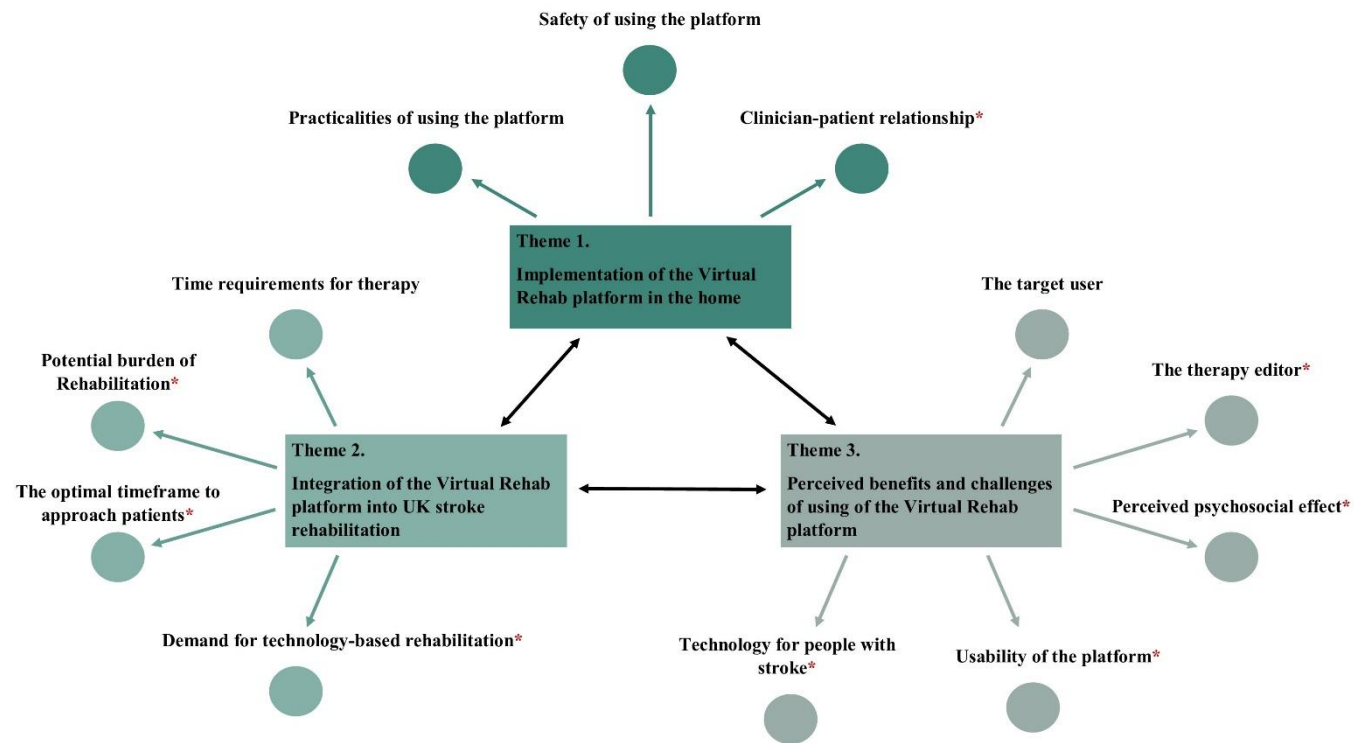 Safety of using the platform
Practicalities of using the platform
Clinician-patient relationship*
Theme 1.
Implementation of the Virtual
Rehab platform in the home
Time requirements for therapy
The target user
Potential burden of
Rehabilitation*
The therapy editor*
Theme 2.
Integration of the Virtual Rehab
platform into UK stroke
rehabilitation
Theme 3.
Perceived benefits and challenges
of using of the Virtual Rehab
platform
The optimal timeframe to
approach patients*
Perceived psychosocial effect*
Demand for technology-based rehabilitation*
Technology for people with
stroke*
Usability of the platform*